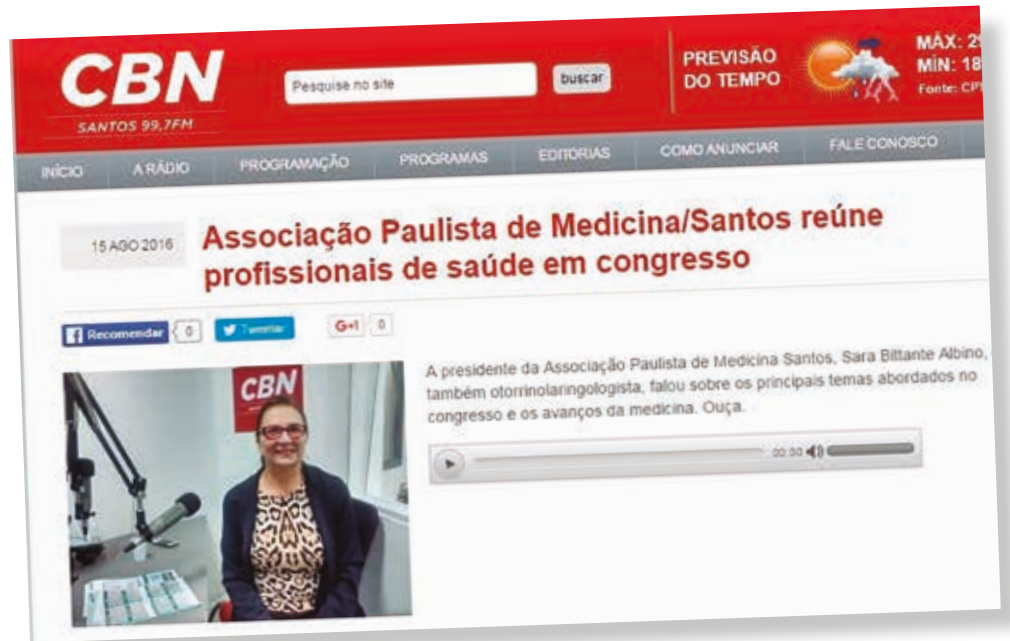 CBN
SANTOS 99,7FM
Pesquise no site
buscar
PREVISÃO
DO TEMPO
MÁX:
MÍN: 18
Fonte:
INÍCIO A RÁDIO PROGRAMAÇÃO PROGRAMAS EDITORIAS COMO ANUNCIAR FALE CONOSCO
15 AGO 2016
Associação Paulista de Medicina/Santos reúne
profissionais de saúde em congresso
Recomendar 0 Tweetar G+1 0
CBN
A presidente da Associação Paulista de Medicina Santos, Sara Bittante Albino,
também otorrinolaringologista, falou sobre os principais temas abordados no
congresso e os avanços da medicina. Ouça.
00:00